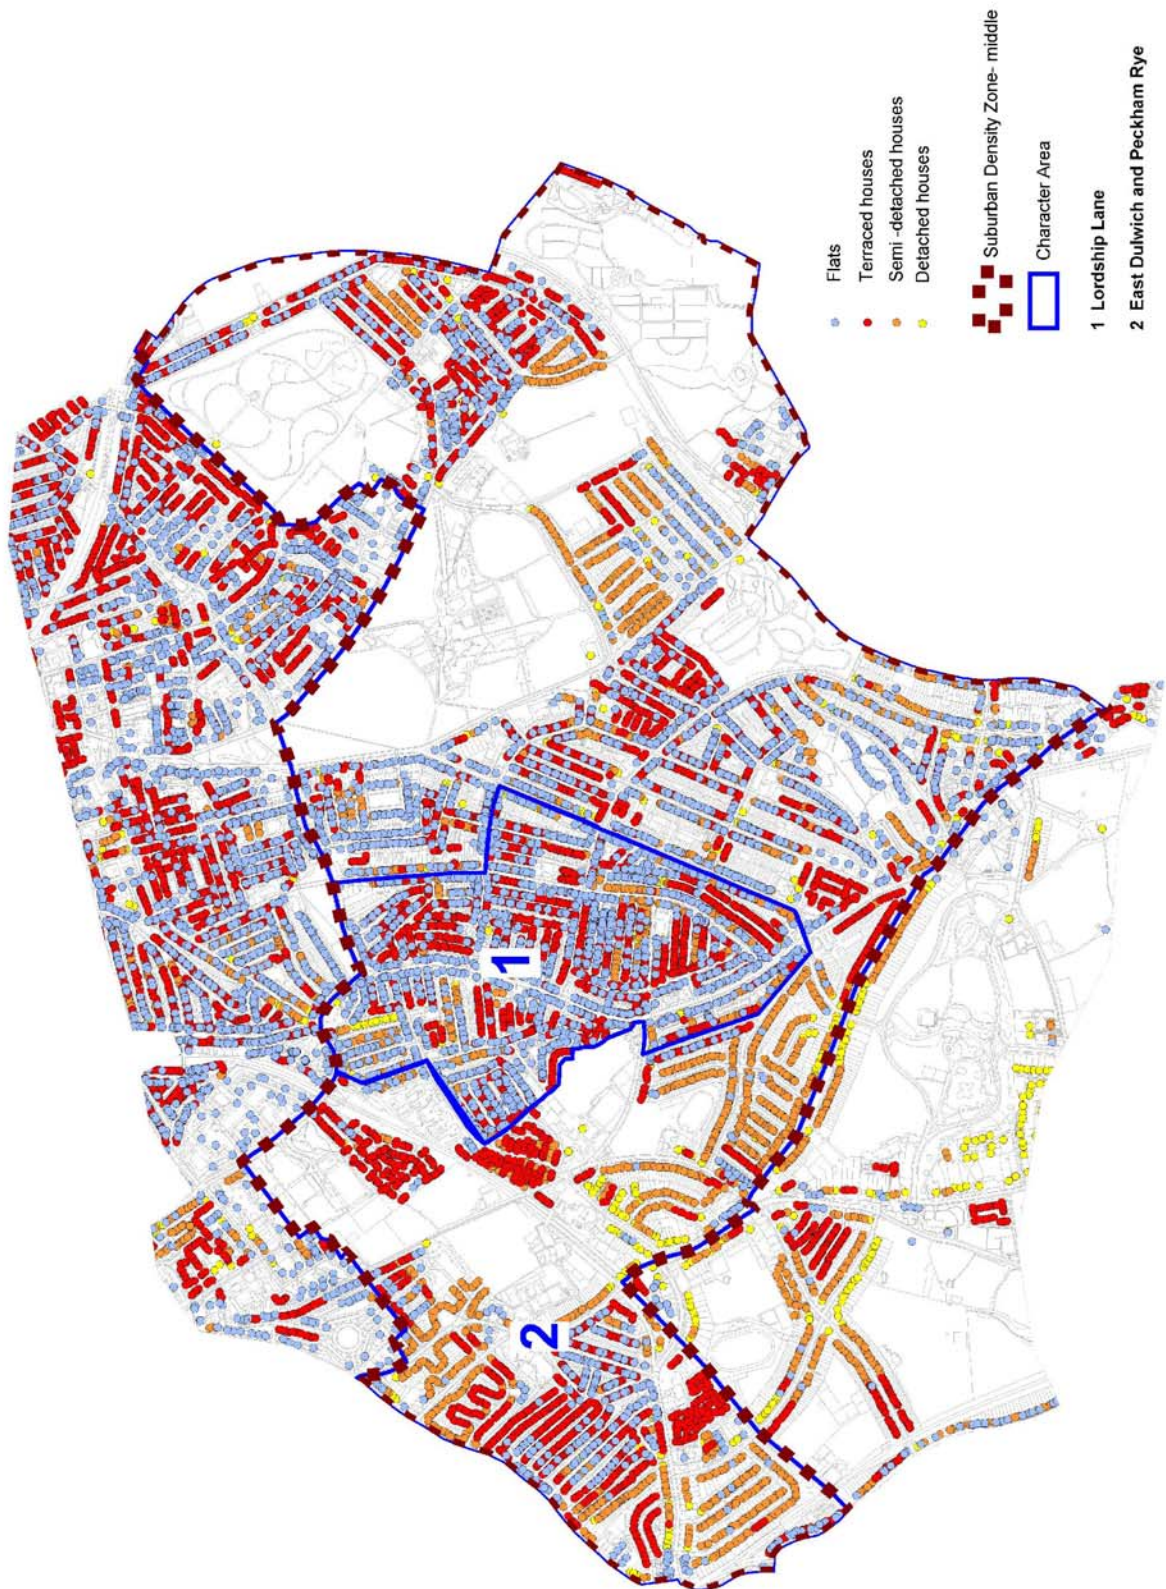 Flats
Terraced houses
Semi -detached houses
Detached houses
Suburban Density Zone- middle
Character Area
1 Lordship Lane
2 East Dulwich and Peckham Rye
1
2